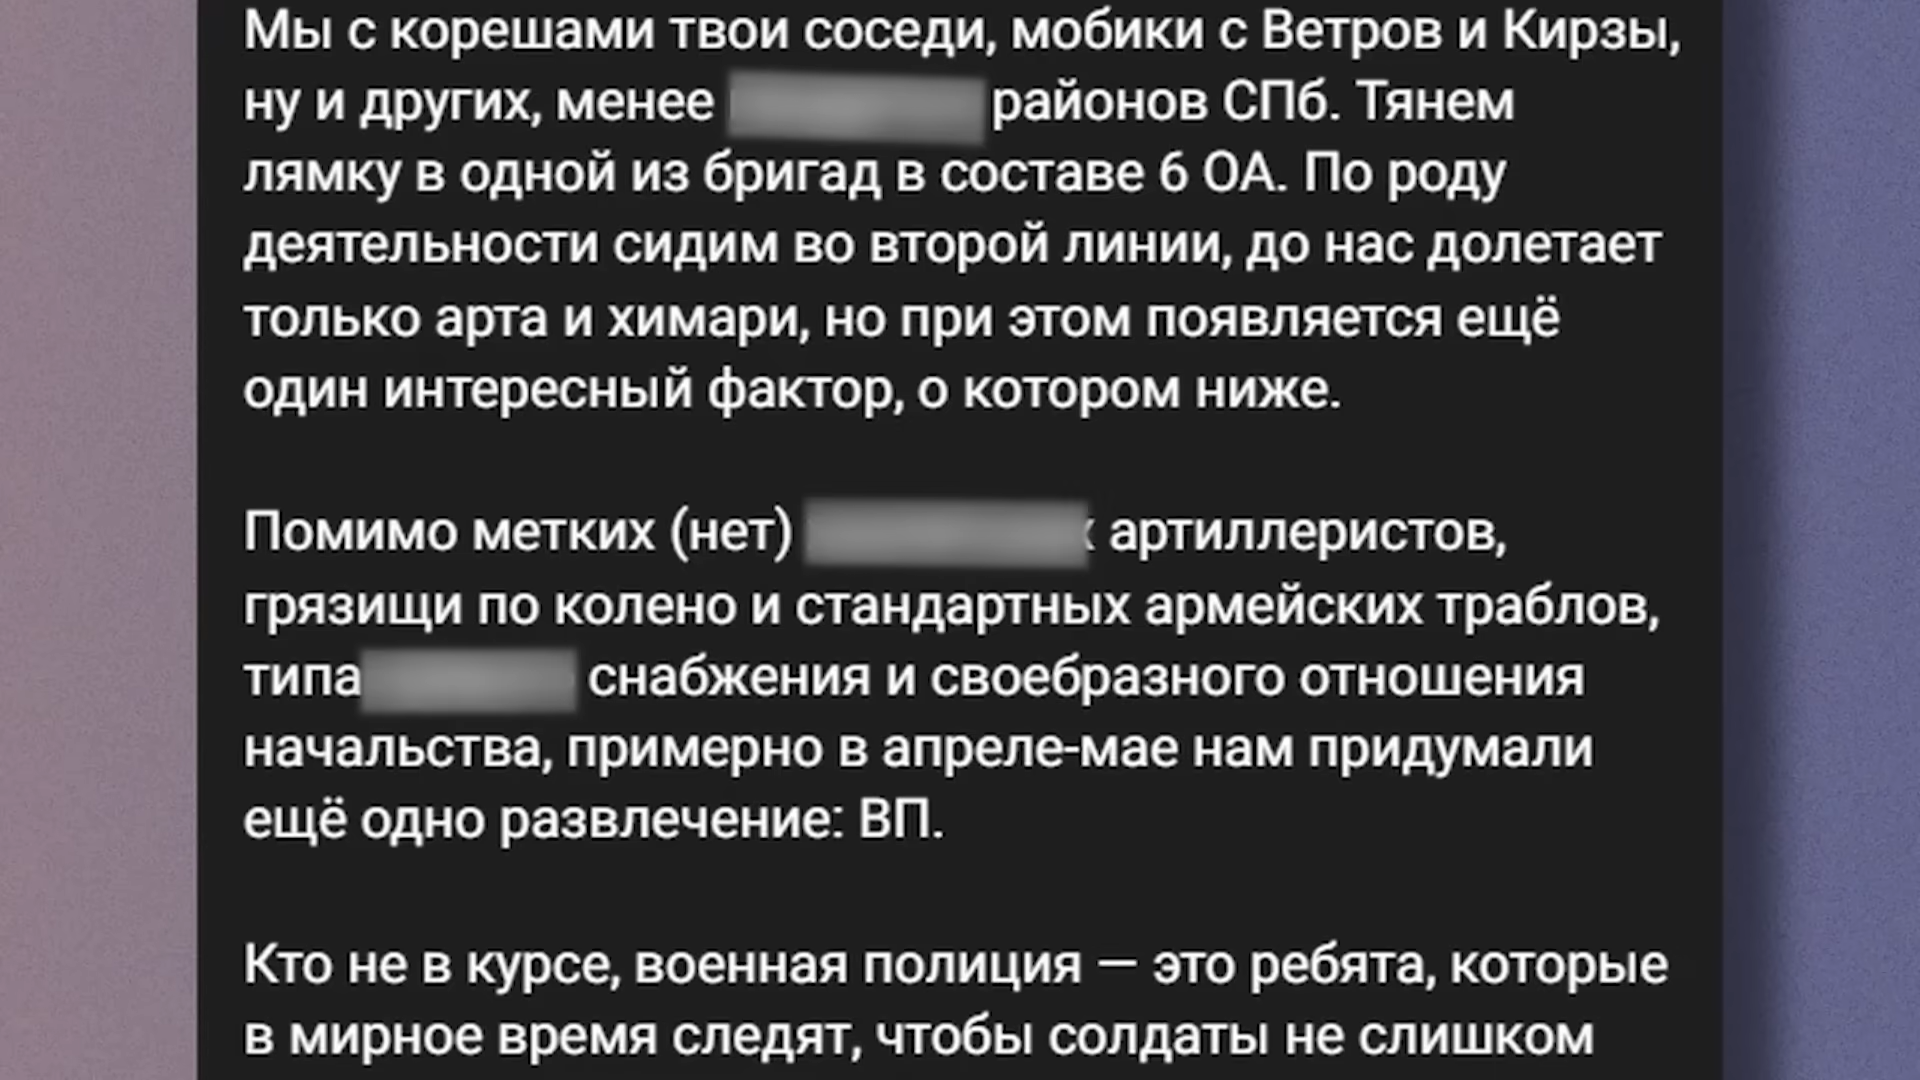 Мы с корешами твои соседи, мобики с Ветров и Кирзы,
ну и других, менее районов СПб. Тянем
лямку в одной из бригад в составе 6 ОА. По роду
деятельности сидим во второй линии, до нас долетает
только арта и химари, но при этом появляется ещё
один интересный фактор, о котором ниже.
Помимо метких (нет) артиллеристов,
грязищи по колено и стандартных армейских траблов,
типа снабжения и своебразного отношения
начальства, примерно в апреле-мае нам придумали
ещё одно развлечение: ВП.
Кто не в курсе, военная полиция — это ребята, которые
в мирное время следят, чтобы солдаты не слишком